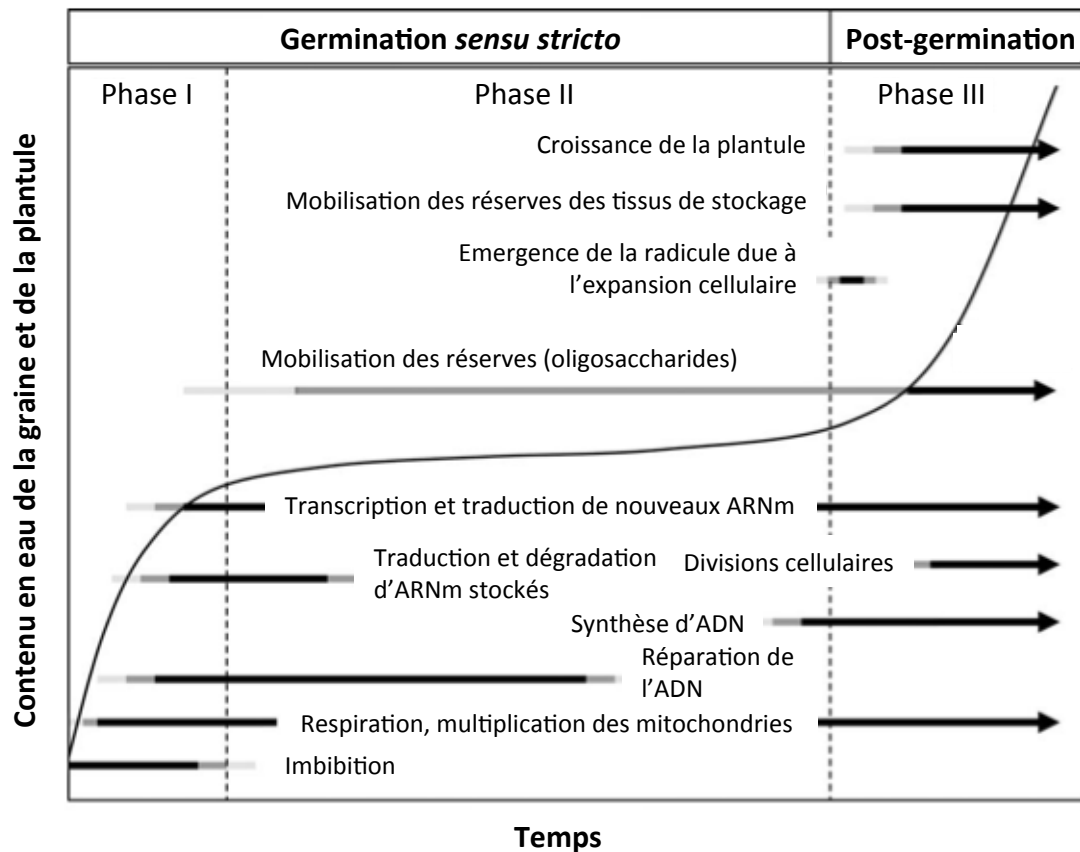 Germination sensu stricto
Post-germination
Phase I
Phase II
Phase III
Croissance de la plantule
Mobilisation des réserves des tissus de stockage
Emergence de la radicule due à
l’expansion cellulaire
Mobilisation des réserves (oligosaccharides)
Transcription et traduction de nouveaux ARNm
Traduction et dégradation
d’ARNm stockés
Divisions cellulaires
Synthèse d’ADN
Réparation de
l’ADN
Respiration, multiplication des mitochondries
Imbibition
Contenu en eau de la graine et de la plantule
Temps